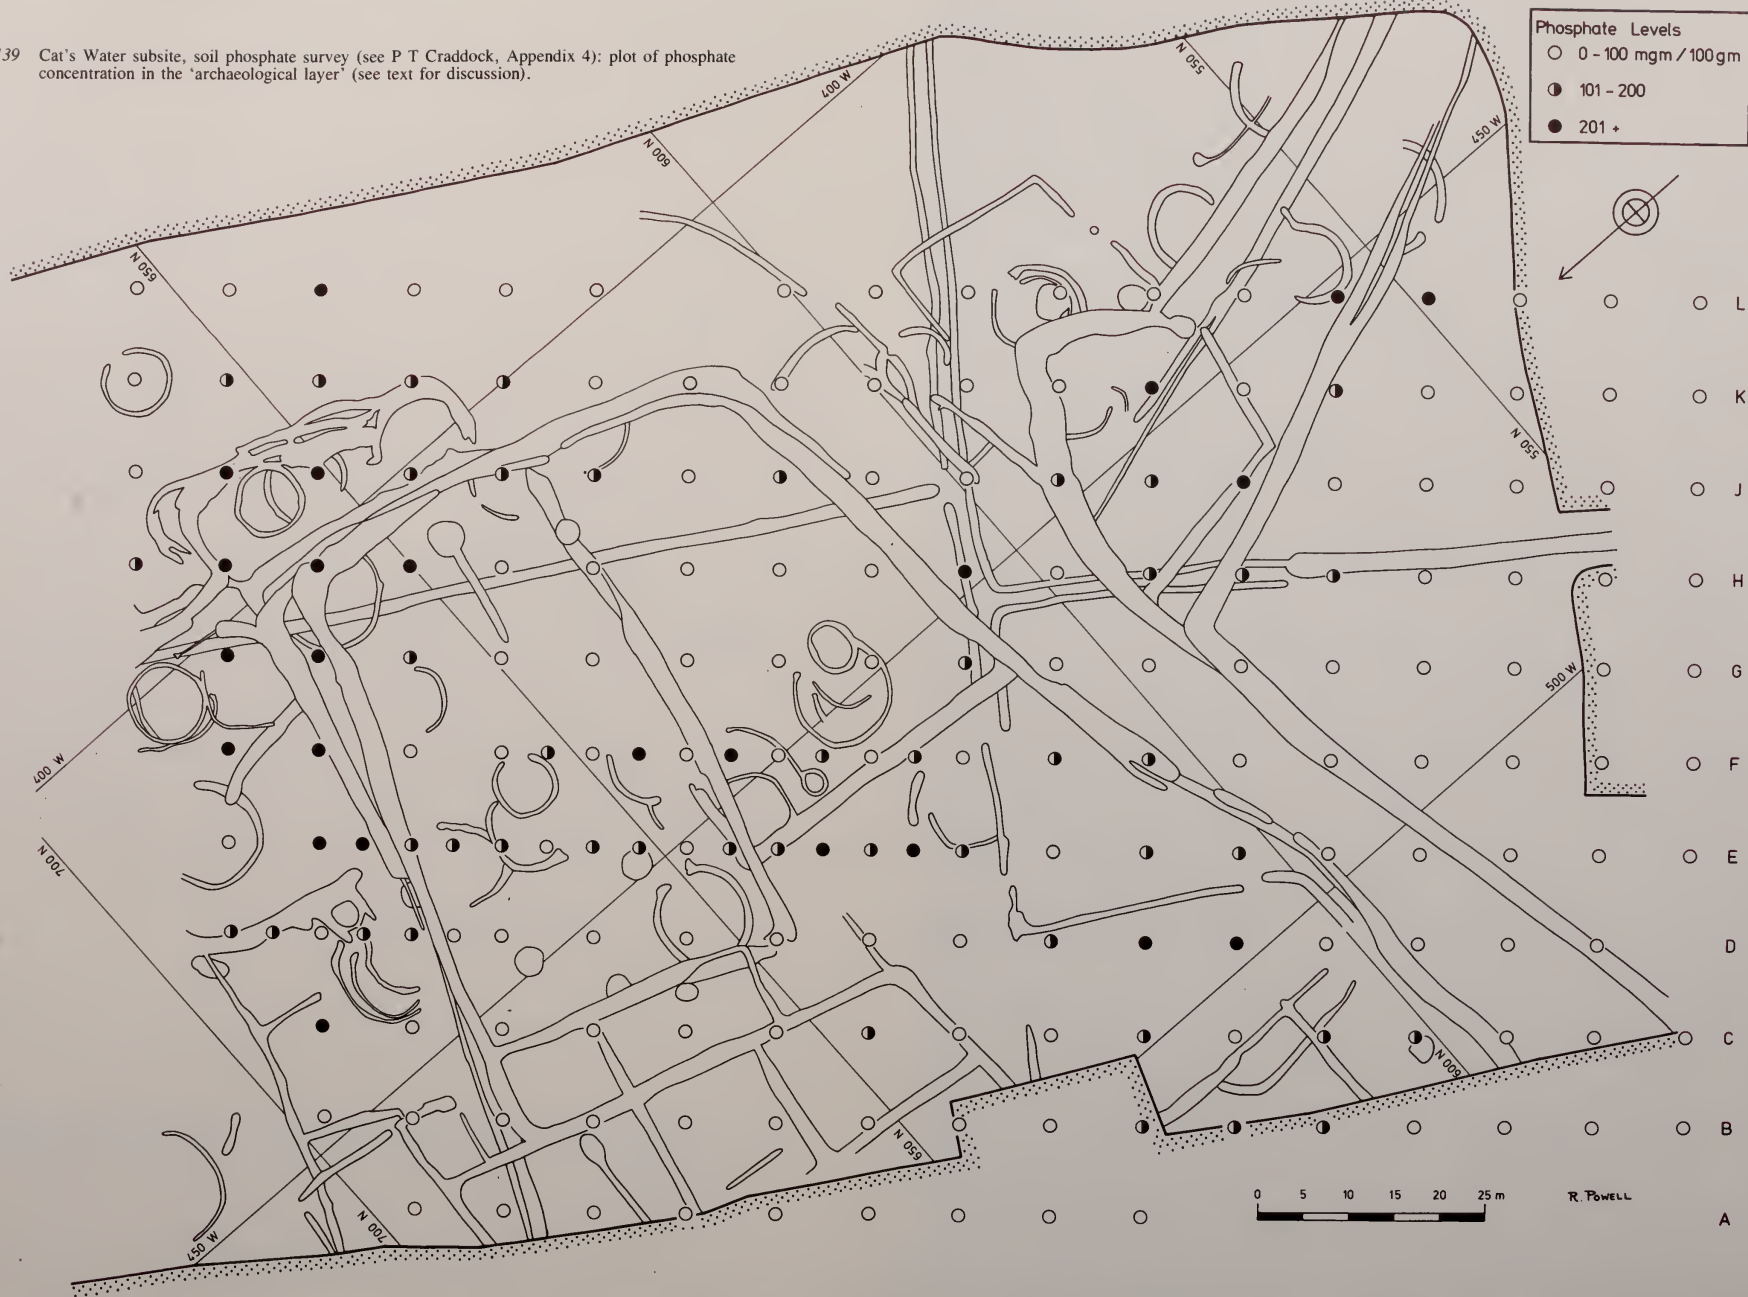 139 Cat's Water subsite, soil phosphate survey (see P T Craddock, Appendix 4): plot of phosphate
concentration in the 'archaeological layer' (see text for discussion).
Phosphate Levels
0 - 100 mgm / 100gm
101 - 200
201 +
550 N
400 W
450 W
600 N
650 N
L
K
550 N
J
H
500 W
G
400 W
F
700 N
E
D
C
600 N
650 N
B
0 5 10 15 20 25 m
R. POWELL
700 N
A
450 W